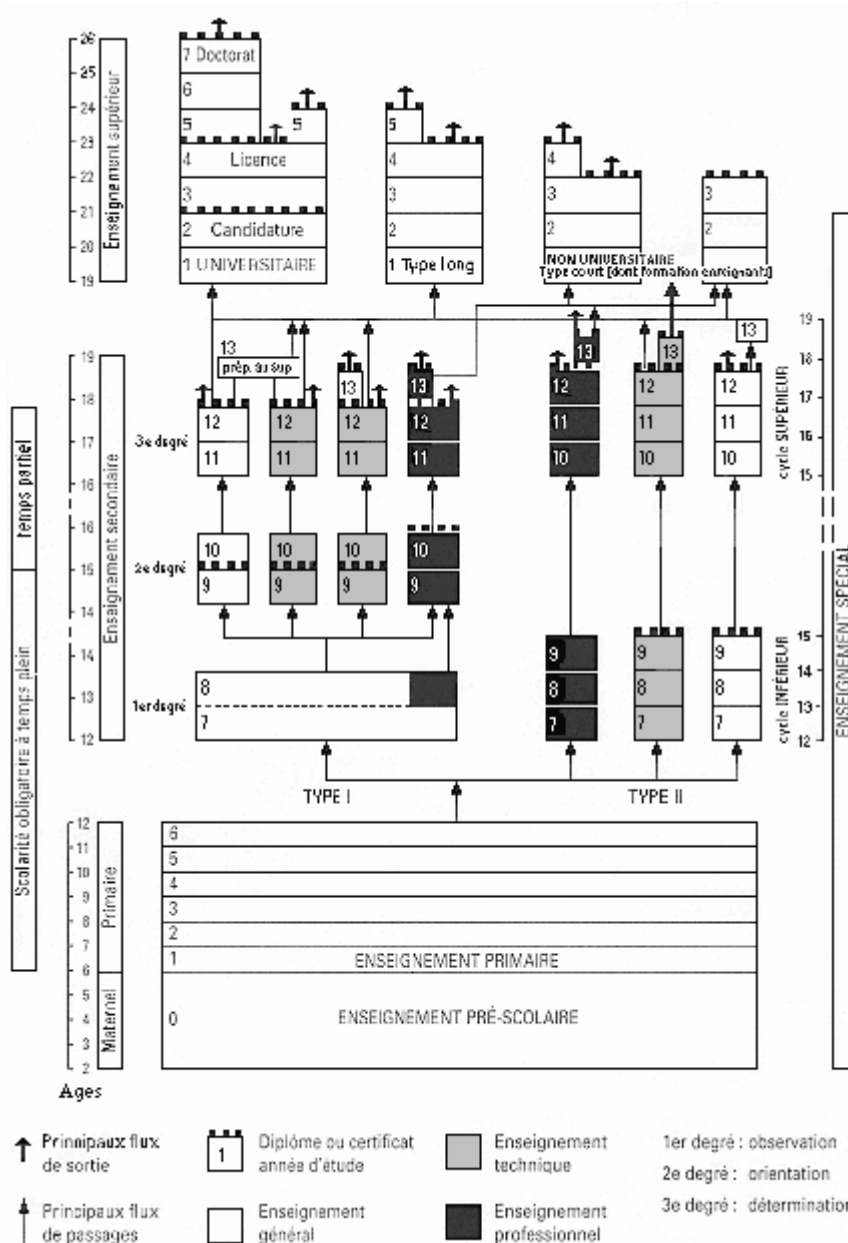 26
25
24
23
22
21
20
19
Enseignement supérieur
7 Doctorat
6
5
5
4 Licence
3
2 Candidature
1 UNIVERSITAIRE
5
4
3
2
1 Type long
4
3
2
NON UNIVERSITAIRE
Type court [dont formation enseignants]
3
2
19
18
17
16
16
15
14
14
13
12
Enseignement secondaire
temps partiel
Scolarité obligatoire à temps plein
13
prép. au sup
3e degré
12
11
12
11
13
12
11
13
12
11
2e degré
10
9
10
9
10
9
10
9
1er degré
8
7
13
12
11
10
13
12
11
10
13
12
11
10
9
8
7
9
8
7
9
8
7
19
18
17
16
15
cycle SUPÉRIEUR
15
14
13
12
cycle INFÉRIEUR
ENSEIGNEMENT SPÉCIAL
TYPE I
TYPE II
12
11
10
9
8
7
6
5
4
3
2
Primaire
Maternel
6
5
4
3
2
1 ENSEIGNEMENT PRIMAIRE
0 ENSEIGNEMENT PRÉ-SCOLAIRE
Ages
Prinnipaux flux
de sortie
1
Diplôme ou certificat
année d'étude
Enseignement
technique
1er degré : observation
2e degré : orientation
3e degré : détermination
Principaux flux
de passages
Enseignement
général
Enseignement
professionnel